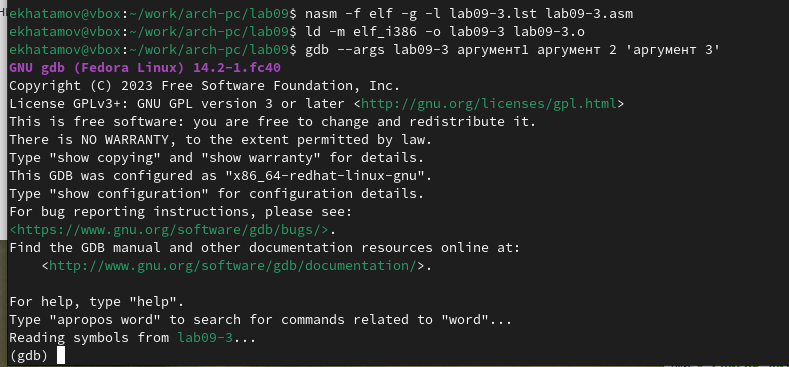 ekhatamov@vbox:~/work/arch-pc/lab09$ nasm -f elf -g -l lab09-3.lst lab09-3.asm
ekhatamov@vbox:~/work/arch-pc/lab09$ ld -m elf_i386 -o lab09-3 lab09-3.o
ekhatamov@vbox:~/work/arch-pc/lab09$ gdb --args lab09-3 аргумент1 аргумент 2 'аргумент 3'
GNU gdb (Fedora Linux) 14.2-1.fc40
Copyright (C) 2023 Free Software Foundation, Inc.
License GPLv3+: GNU GPL version 3 or later <http://gnu.org/licenses/gpl.html>
This is free software: you are free to change and redistribute it.
There is NO WARRANTY, to the extent permitted by law.
Type "show copying" and "show warranty" for details.
This GDB was configured as "x86_64-redhat-linux-gnu".
Type "show configuration" for configuration details.
For bug reporting instructions, please see:
<https://www.gnu.org/software/gdb/bugs/>.
Find the GDB manual and other documentation resources online at:
    <http://www.gnu.org/software/gdb/documentation/>.

For help, type "help".
Type "apropos word" to search for commands related to "word"...
Reading symbols from lab09-3...
(gdb)